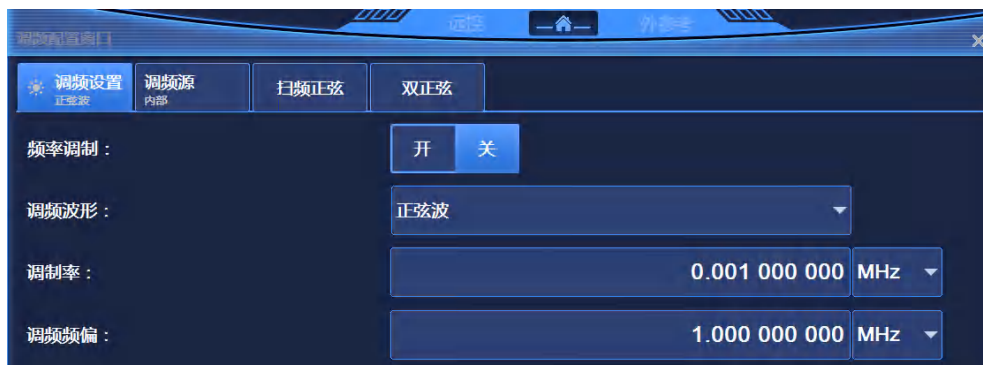 远控 外参考
调频配置窗口
调频设置 调频源 扫频正弦 双正弦
正弦波 内部
频率调制： 开 关
调频波形： 正弦波
调制率： 0.001 000 000 MHz
调频频偏： 1.000 000 000 MHz